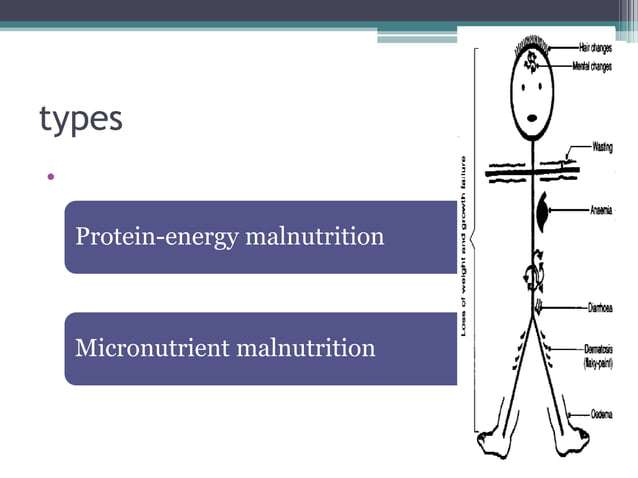 types
Protein-energy malnutrition
Micronutrient malnutrition
Loss of weight and growth failure
Hair changes
Mental changes
Wasting
Anaemia
Diarrhoea
Dermatosis
(flaky-paint)
Oedema